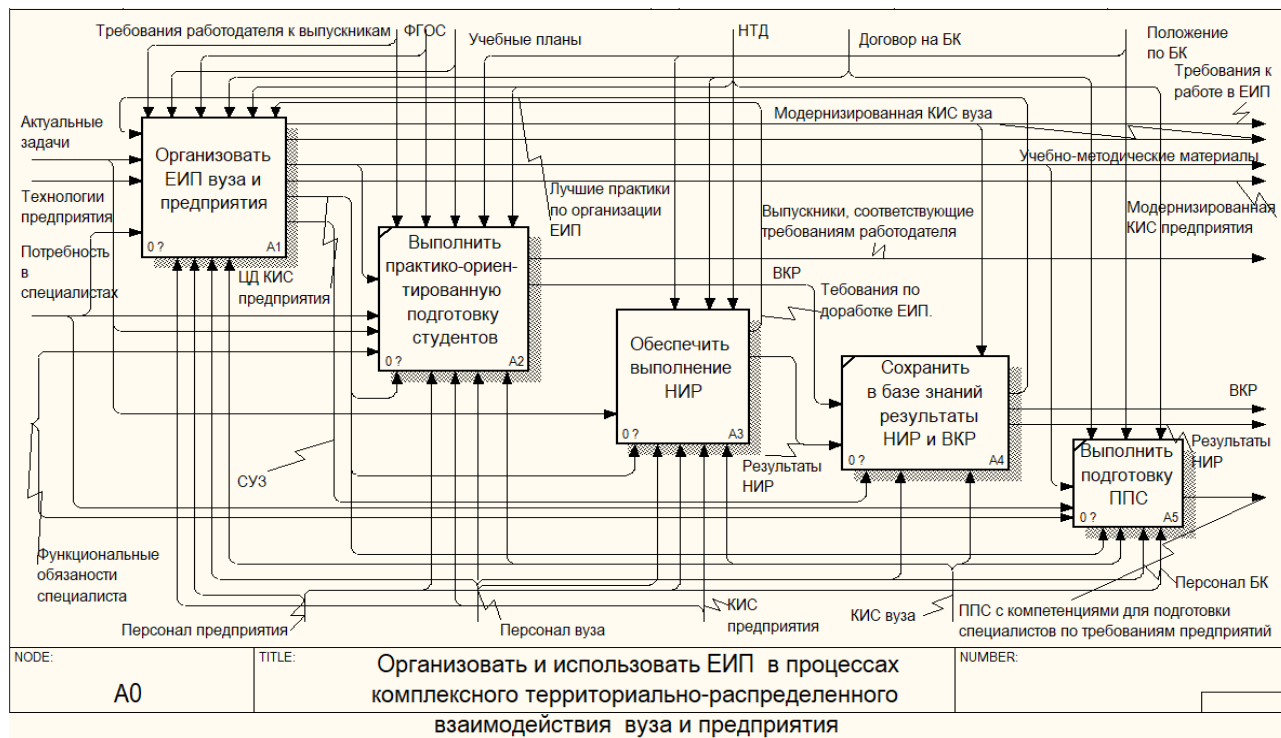 Требования работодателя к выпускникам
ФГОС
Учебные планы
НТД
Договор на БК
Положение
по БК
Требования к
работе в ЕИП
Актуальные
задачи
Технологии
предприятия
Потребность
в
специалистах
Организовать
ЕИП вуза и
предприятия
0 ?
A1
Модернизированная КИС вуза
Учебно-методические материалы
Модернизированная
КИС предприятия
Лучшие практики
по организации
ЕИП
Выпускники, соответствующие
требованиям работодателя
ЦД КИС
предприятия
Выполнить
практико-ориен-
тированную
подготовку
студентов
0 ?
A2
ВКР
Тебования по
доработке ЕИП.
Обеспечить
выполнение
НИР
0 ?
A3
Сохранить
в базе знаний
результаты
НИР и ВКР
0 ?
A4
ВКР
Результаты
НИР
Результаты
НИР
СУЗ
Выполнить
подготовку
ППС
0 ?
A5
Функциональные
обязаности
специалиста
Персонал предприятия
Персонал вуза
КИС
предприятия
КИС вуза
Персонал БК
ППС с компетенциями для подготовки
специалистов по требованиям предприятий
NODE:
A0
TITLE:
Организовать и использовать ЕИП в процессах
комплексного территориально-распределенного
взаимодействия вуза и предприятия
NUMBER: